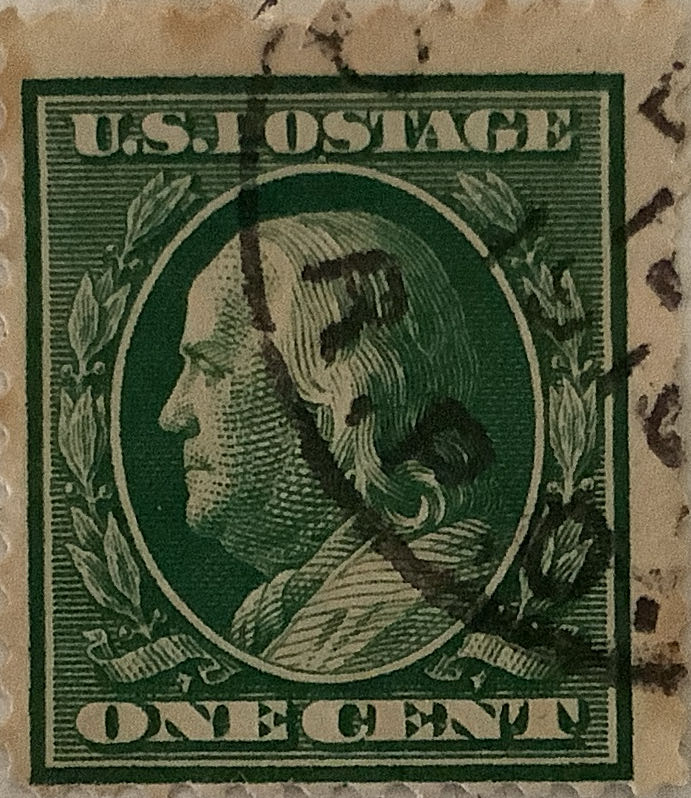 U.S. POSTAGE
R.D.
ONE CENT